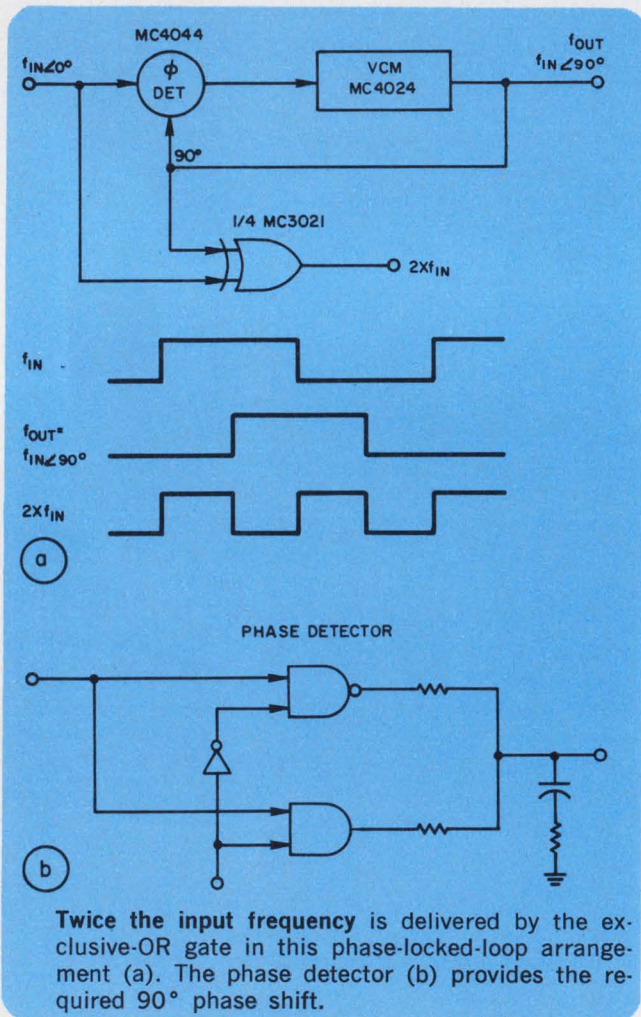 MC4044
fIN∠0°
ϕ
DET
VCM
MC4024
fOUT
fIN∠90°
90°
1/4 MC3021
2XfIN
fIN
fOUT=
fIN∠90°
2XfIN
a
PHASE DETECTOR
b
Twice the input frequency is delivered by the ex-
clusive-OR gate in this phase-locked-loop arrange-
ment (a). The phase detector (b) provides the re-
quired 90° phase shift.